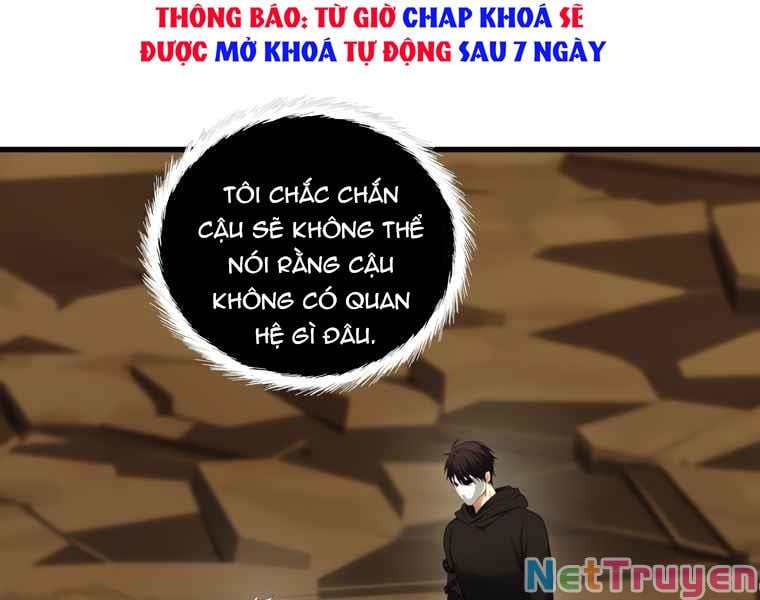 THÔNG BÁO: TỪ GIỜ CHAP KHOÁ SẼ
ĐƯỢC MỞ KHOÁ TỰ ĐỘNG SAU 7 NGÀY
TÔI CHẮC CHẮN
CẬU SẼ KHÔNG THỂ
NÓI RẰNG CẬU
KHÔNG CÓ QUAN
HỆ GÌ ĐÂU.
NetTruyen